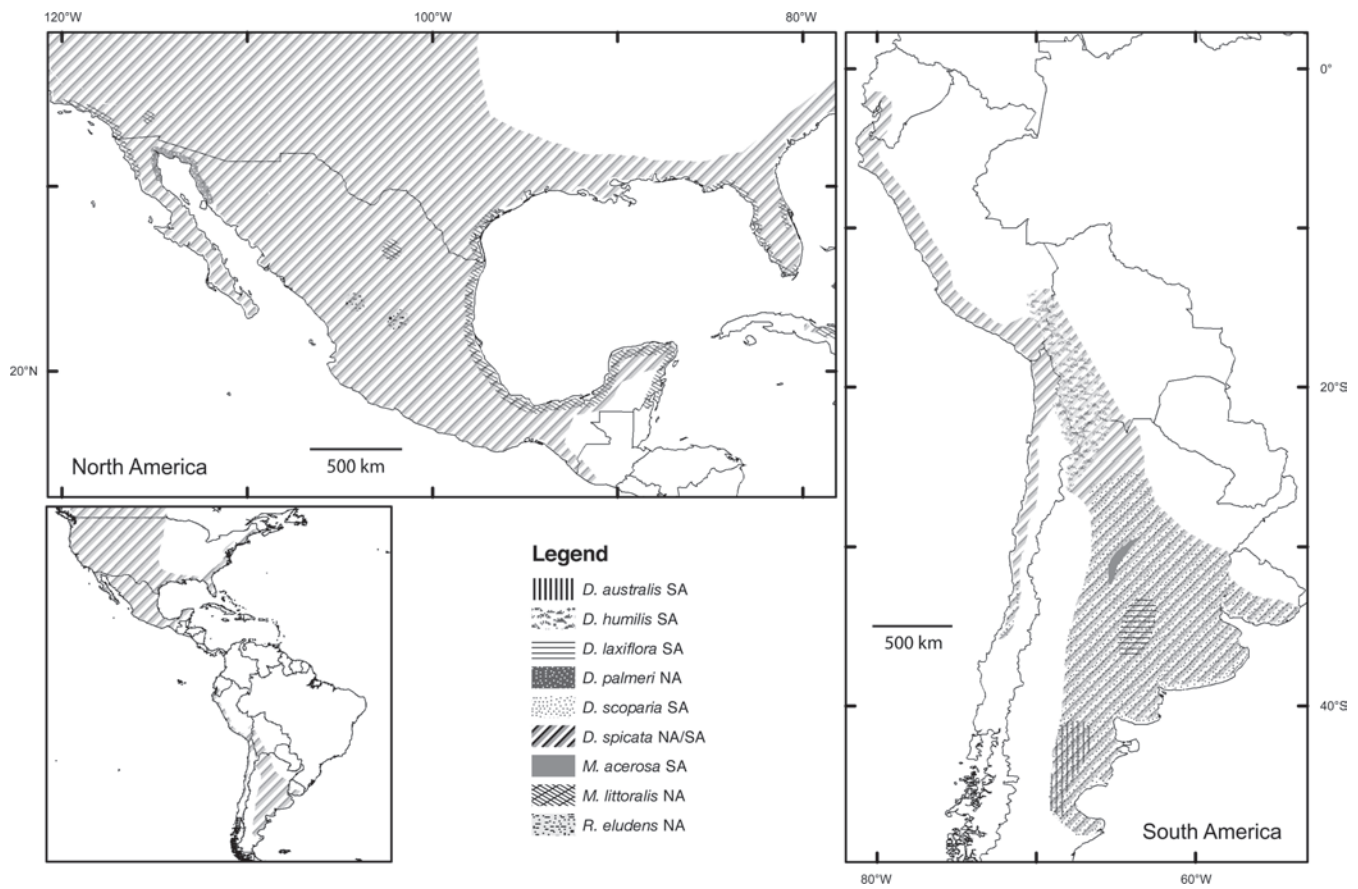 120°W
100°W
80°W
0°
20°N
20°S
500 km
North America
Legend
D. australis SA
D. humilis SA
D. laxiflora SA
D. palmeri NA
D. scoparia SA
D. spicata NA/SA
M. acerosa SA
M. littoralis NA
R. eludens NA
500 km
40°S
South America
80°W
60°W